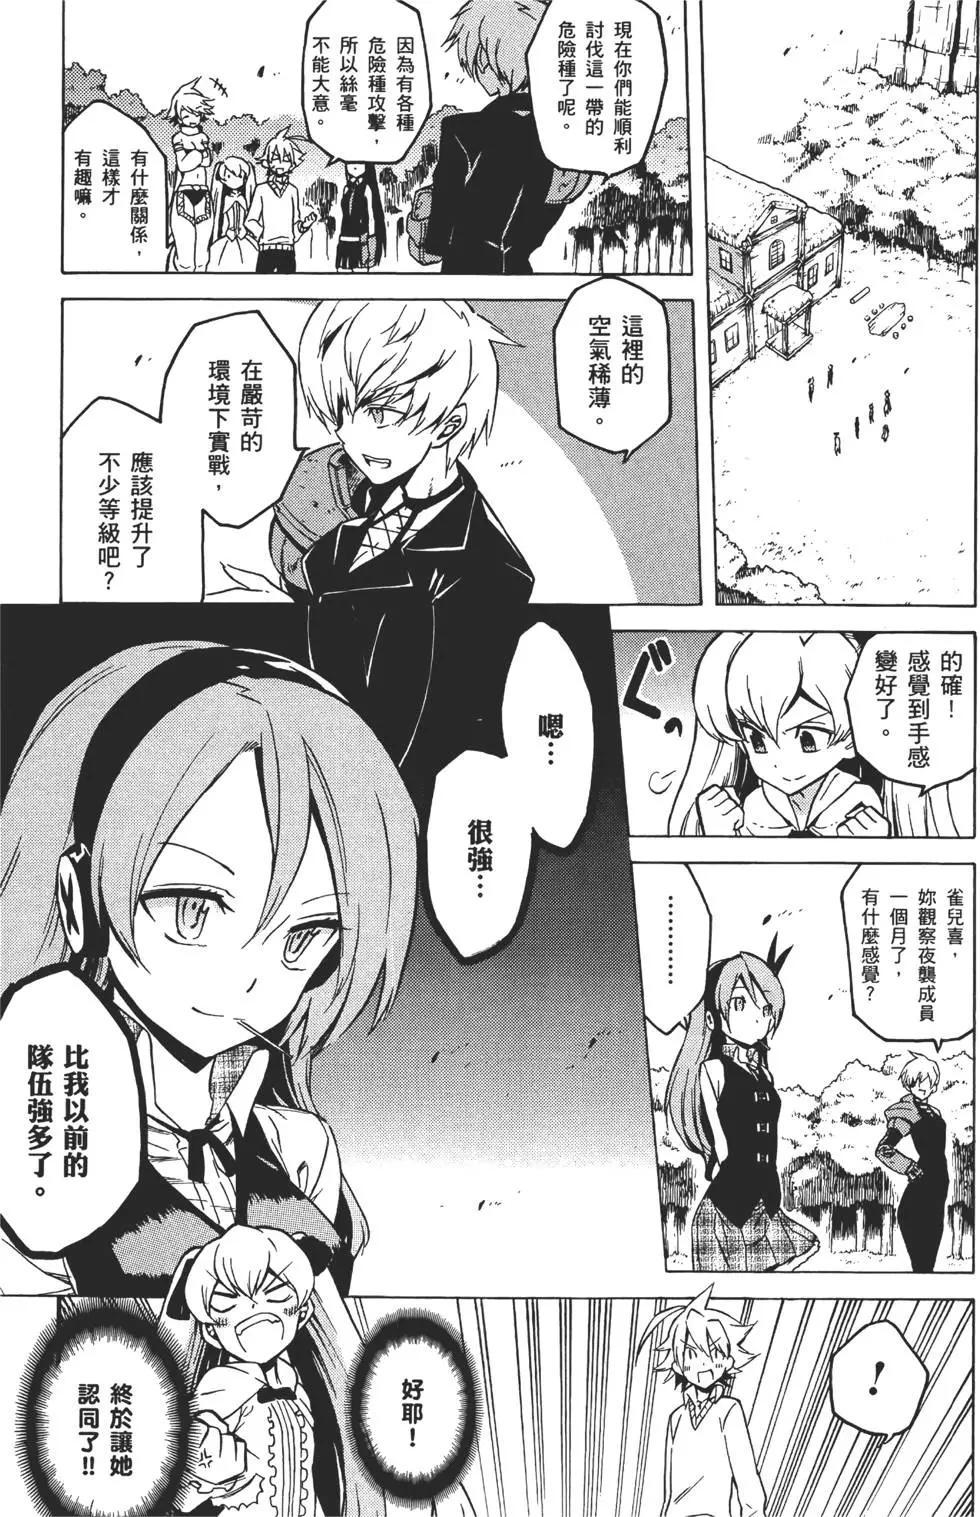 現在你們能順利
討伐這一帶的
危險種了呢。
因為有各種
危險種攻擊，
所以絲毫
不能大意。
有什麼關係，
這樣才
有趣嘛。
這裡的
空氣稀薄。
在嚴苛的
環境下實戰，
應該提升了
不少等級吧？
的確！
感覺到手感
變好了。
ぐ
雀兒喜，
妳觀察夜襲成員
一個月了，
有什麼感覺？
…………
嗯…
很強…
比我以前的
隊伍強多了。
！
好耶！
終於讓她
認同了!!